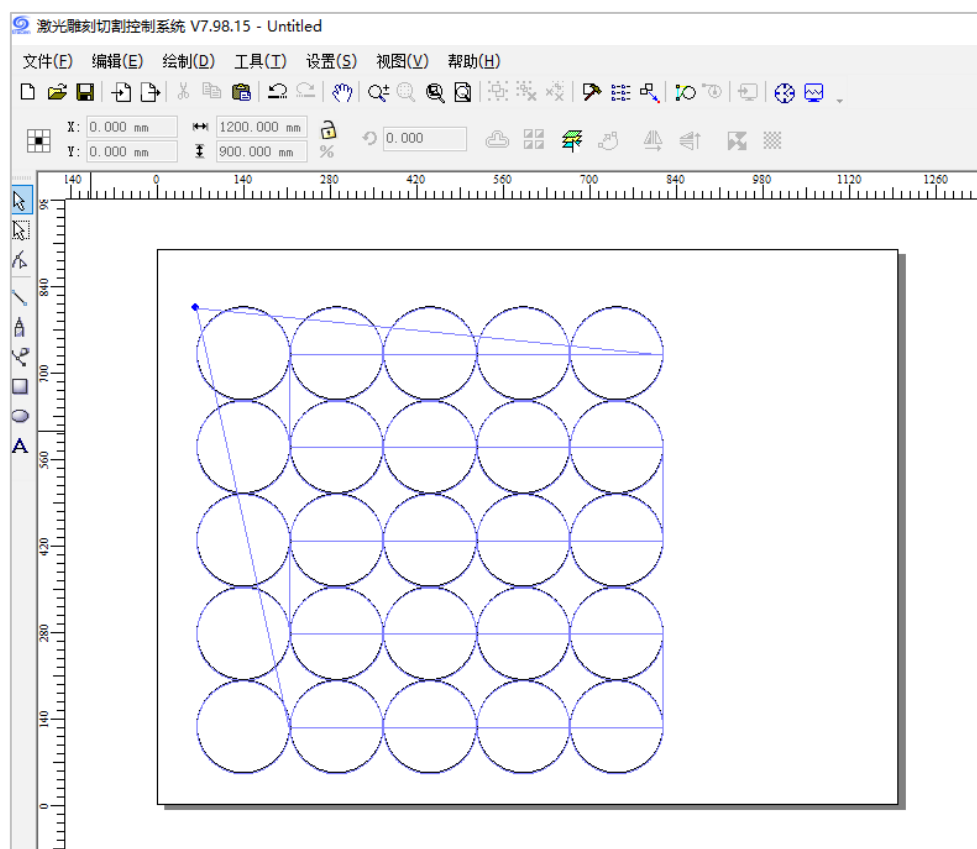 激光雕刻切割控制系统 V7.98.15 - Untitled
文件(F) 编辑(E) 绘制(D) 工具(T) 设置(S) 视图(V) 帮助(H)
X: 0.000 mm 1200.000 mm 0.000
Y: 0.000 mm 900.000 mm %
140 0 140 280 420 560 700 840 980 1120 1260
98
840
700
560
420
280
140
0
A